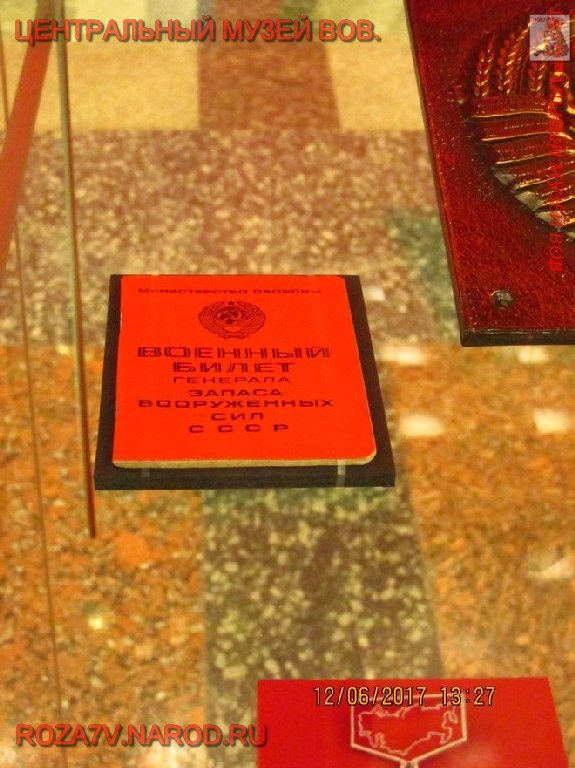 ЦЕНТРАЛЬНЫЙ МУЗЕЙ ВОВ.
МИНИСТЕРСТВО ОБОРОНЫ
ВОЕННЫЙ
БИЛЕТ
ГЕНЕРАЛА
ЗАПАСА
ВООРУЖЕННЫХ
СИЛ
СССР
12/06/2017 13:27
ROZA7V.NAROD.RU